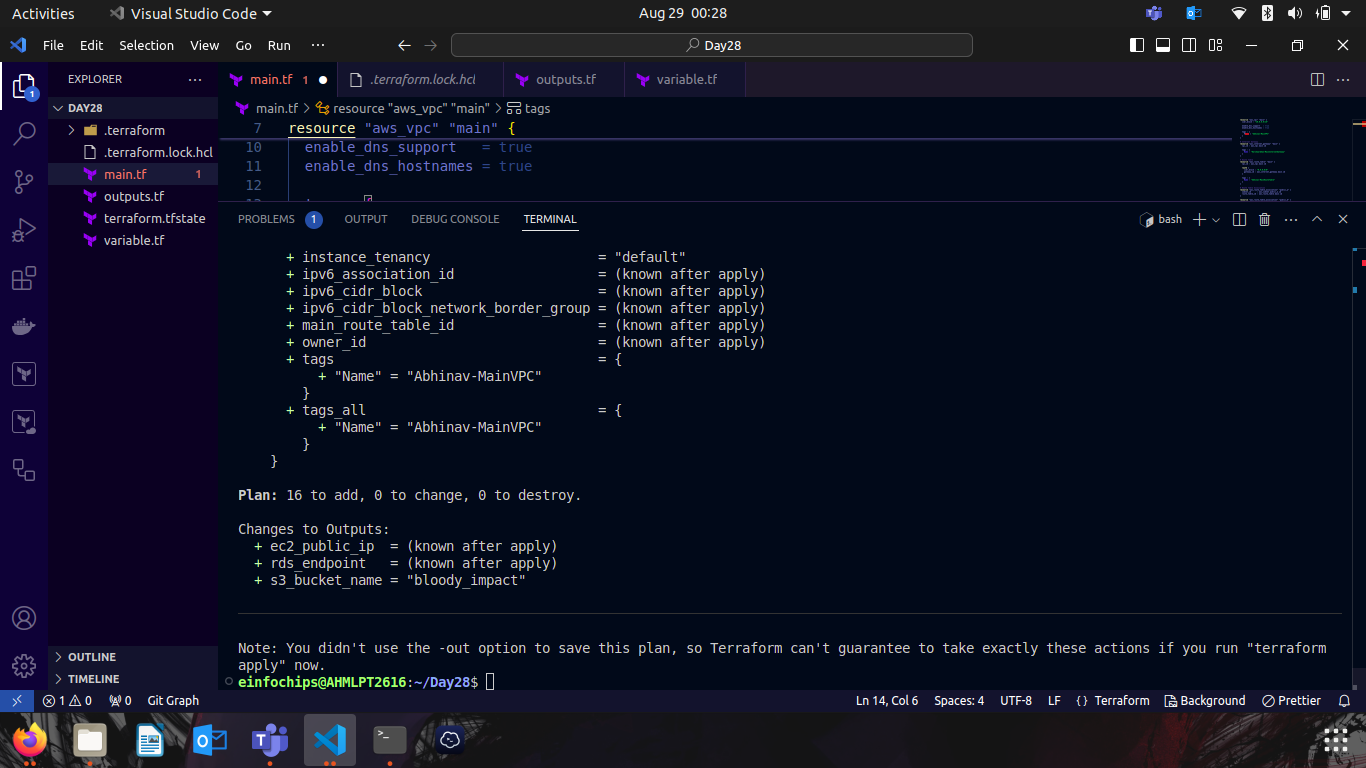 Activities
Visual Studio Code
Aug 29 00:28
File Edit Selection View Go Run ···
Day28
EXPLORER ···
main.tf 1
.terraform.lock.hcl
outputs.tf
variable.tf
DAY28
.terraform
.terraform.lock.hcl
main.tf 1
outputs.tf
terraform.tfstate
variable.tf
OUTLINE
TIMELINE
1
main.tf > resource "aws_vpc" "main" > tags
7 resource "aws_vpc" "main" {
10 enable_dns_support = true
11 enable_dns_hostnames = true
12
PROBLEMS 1 OUTPUT DEBUG CONSOLE TERMINAL
bash
+ instance_tenancy = "default"
+ ipv6_association_id = (known after apply)
+ ipv6_cidr_block = (known after apply)
+ ipv6_cidr_block_network_border_group = (known after apply)
+ main_route_table_id = (known after apply)
+ owner_id = (known after apply)
+ tags = {
+ "Name" = "Abhinav-MainVPC"
}
+ tags_all = {
+ "Name" = "Abhinav-MainVPC"
}
}
Plan: 16 to add, 0 to change, 0 to destroy.
Changes to Outputs:
+ ec2_public_ip = (known after apply)
+ rds_endpoint = (known after apply)
+ s3_bucket_name = "bloody_impact"
Note: You didn't use the -out option to save this plan, so Terraform can't guarantee to take exactly these actions if you run "terraform
apply" now.
einfochips@AHMLPT2616:~/Day28$
1 0 0 Git Graph
Ln 14, Col 6 Spaces: 4 UTF-8 LF {} Terraform Background Prettier